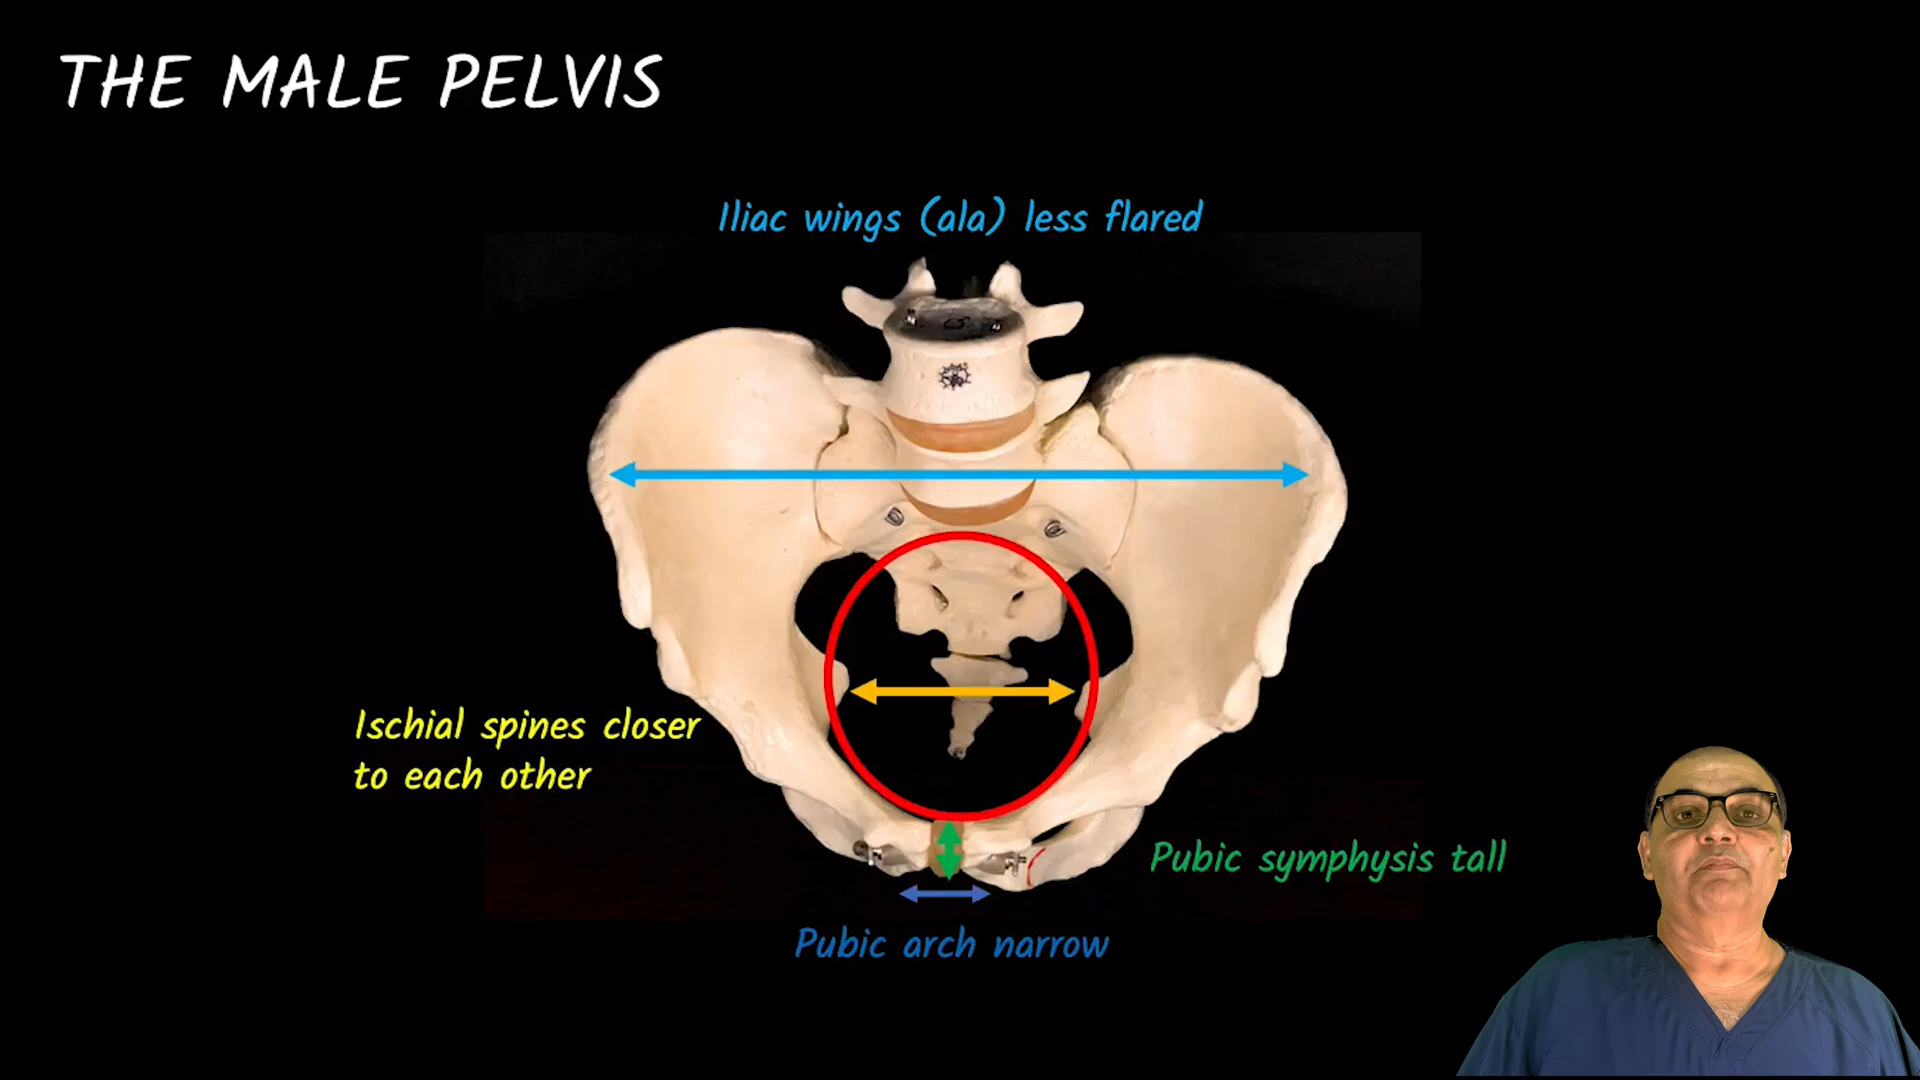 THE MALE PELVIS
Iliac wings (ala) less flared
Ischial spines closer
to each other
Pubic symphysis tall
Pubic arch narrow